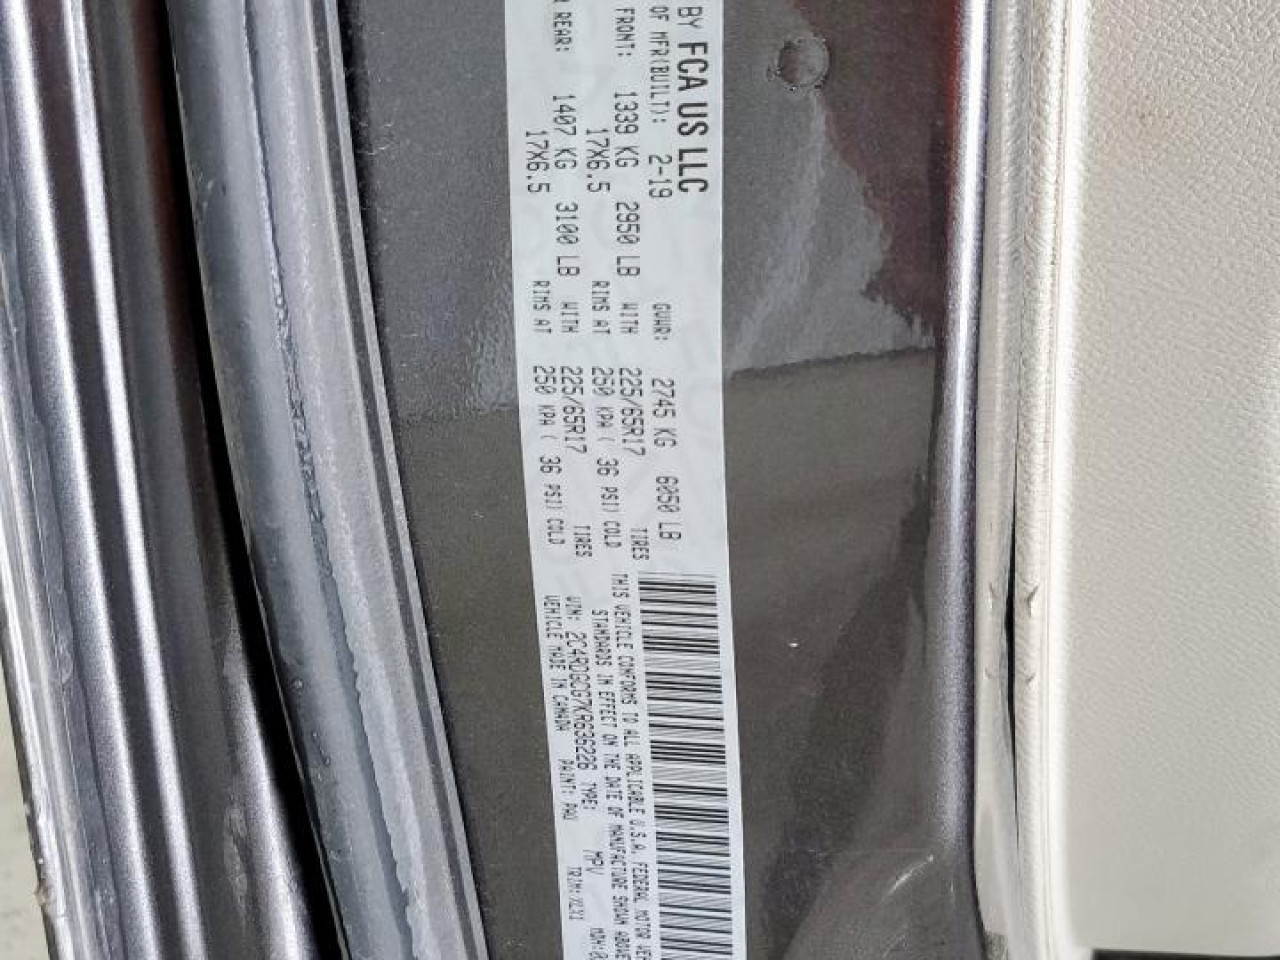 BY FCA US LLC
OF MFR(BUILT): 2-19 GVWR: 2745 KG 6050 LB
FRONT: 1339 KG 2950 LB WITH 225/65R17 TIRES
17X6.5 RIMS AT 250 KPA ( 36 PSI) COLD
REAR: 1407 KG 3100 LB WITH 225/65R17 TIRES
17X6.5 RIMS AT 250 KPA ( 36 PSI) COLD
THIS VEHICLE CONFORMS TO ALL APPLICABLE U.S.A. FEDERAL MOTOR VEH
STANDARDS IN EFFECT ON THE DATE OF MANUFACTURE SHOWN ABOVE
VIN: 2C4RDGCG7KR636226 TYPE: MPV
VEHICLE MADE IN CANADA PAINT: PAU TRIM: